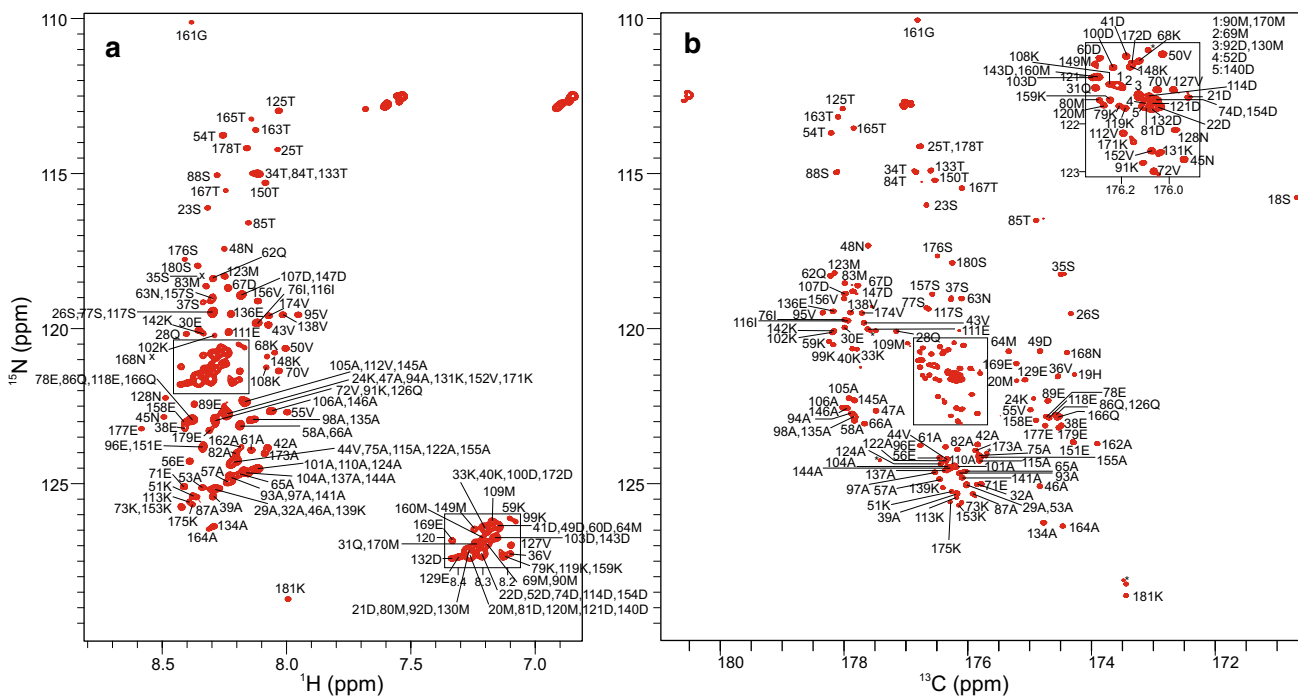 a
110
115
120
125
¹⁵N (ppm)
161G
125T
165T
163T
54T
178T
25T
34T,84T,133T
88S
150T
167T
23S
85T
48N
176S
62Q
180S
35S x
123M
83M
67D
107D,147D
63N,157S
156V
76I,116I
37S
174V
26S,77S,117S
136E
95V
142K
30E
138V
28Q
111E
102K
68K
50V
168N x
148K
70V
108K
105A,112V,145A
78E,86Q,118E,166Q
24K,47A,94A,131K,152V,171K
72V,91K,126Q
128N
89E
106A,146A
158E
55V
45N
98A,135A
38E
58A,66A
177E
179E
162A
61A
42A
96E,151E
82A
173A
44V,75A,115A,122A,155A
56E
57A
101A,110A,124A
71E
53A
104A,137A,144A
51K
65A
113K
93A,97A,141A
73K,153K
87A
39A
29A,32A,46A,139K
175K
134A
164A
181K
33K,40K,100D,172D
109M
59K
149M
160M
99K
169E
41D,49D,60D,64M
120
103D,143D
31Q,170M
127V
132D
36V
129E
8.4
8.3
8.2
79K,119K,159K
69M,90M
22D,52D,74D,114D,154D
21D,80M,92D,130M
20M,81D,120M,121D,140D
8.5
8.0
7.5
7.0
¹H (ppm)
b
161G
125T
163T
54T
165T
25T,178T
34T
133T
88S
84T
150T
167T
23S
85T
18S
48N
176S
180S
62Q
123M
83M
35S
107D
67D
147D
157S
37S
156V
136E
138V
77S
63N
95V
174V
117S
26S
76I
43V
116I
142K
30E
28Q
111E
102K
109M
59K
64M
49D
99K
40K
33K
168N
169E
36V
129E
19H
20M
105A
24K
89E
78E
106A
145A
55V
118E
86Q,126Q
146A
47A
158E
166Q
94A
38E
98A,135A
66A
177E
179E
58A
151E
44V
61A
42A
162A
122A
96E
82A
173A
75A
124A
56E
155A
104A
110A
115A
144A
101A
65A
137A
93A
141A
97A
57A
71E
46A
139K
32A
51K
29A,53A
39A
73K
87A
113K
153K
175K
134A
164A
181K
41D
100D
172D
68K
60D
50V
108K
149M
148K
143D,160M
70V
127V
103D
121
1
2
3
114D
31Q
21D
159K
4
121D
74D,154D
80M
5
120M
79K
22D
119K
132D
122
81D
112V
128N
171K
152V
131K
45N
91K
123
72V
176.2
176.0
1:90M,170M
2:69M
3:92D,130M
4:52D
5:140D
180
178
176
174
172
¹³C (ppm)